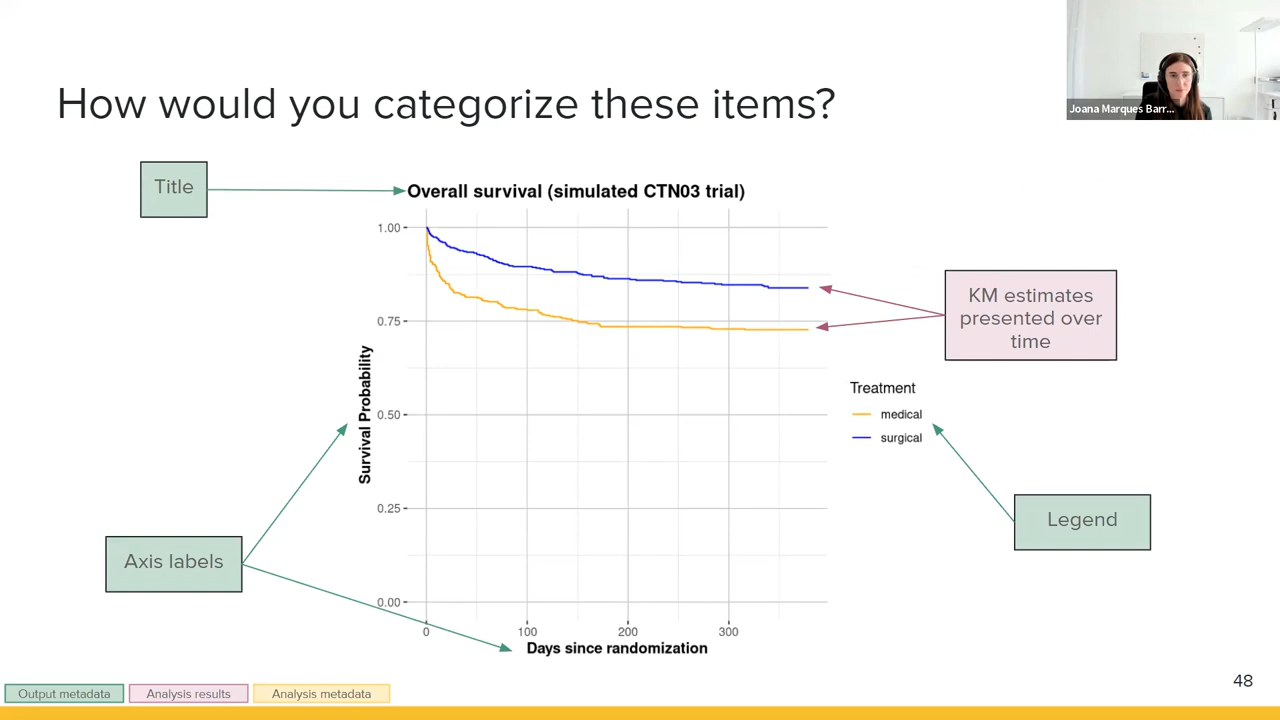 How would you categorize these items?
Joana Marques Barr...
Title
Overall survival (simulated CTN03 trial)
1.00
0.75
0.50
0.25
0.00
Survival Probability
0 100 200 300
Days since randomization
KM estimates
presented over
time
Treatment
medical
surgical
Legend
Axis labels
Output metadata
Analysis results
Analysis metadata
48